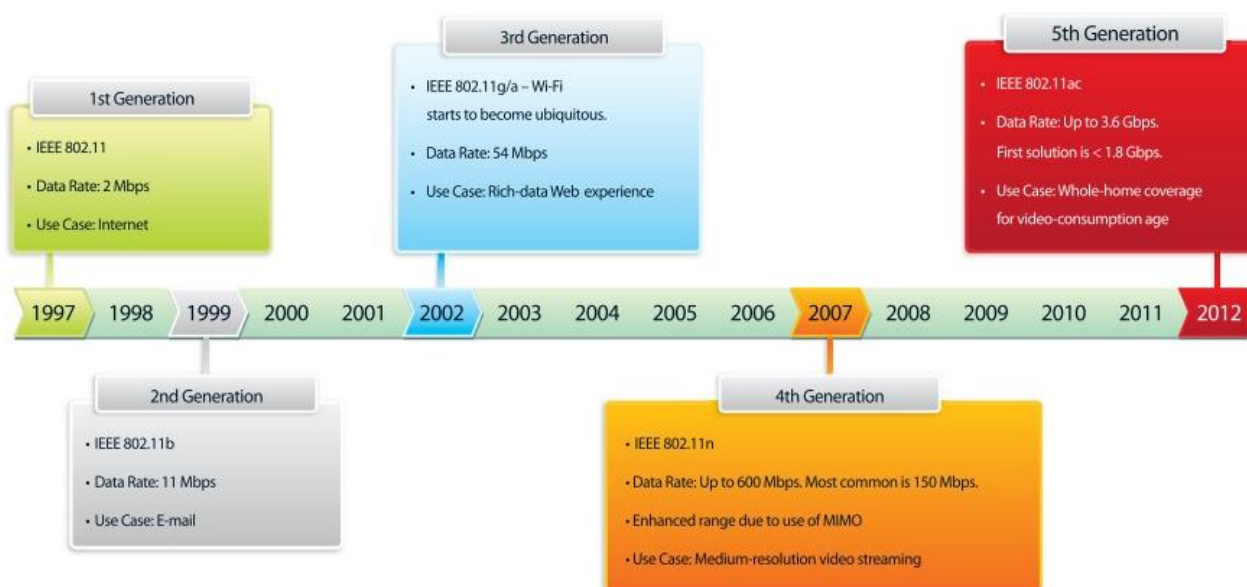 1st Generation
• IEEE 802.11
• Data Rate: 2 Mbps
• Use Case: Internet
3rd Generation
• IEEE 802.11g/a – Wi-Fi
starts to become ubiquitous.
• Data Rate: 54 Mbps
• Use Case: Rich-data Web experience
5th Generation
• IEEE 802.11ac
• Data Rate: Up to 3.6 Gbps.
First solution is < 1.8 Gbps.
• Use Case: Whole-home coverage
for video-consumption age
1997 1998 1999 2000 2001 2002 2003 2004 2005 2006 2007 2008 2009 2010 2011 2012
2nd Generation
• IEEE 802.11b
• Data Rate: 11 Mbps
• Use Case: E-mail
4th Generation
• IEEE 802.11n
• Data Rate: Up to 600 Mbps. Most common is 150 Mbps.
• Enhanced range due to use of MIMO
• Use Case: Medium-resolution video streaming